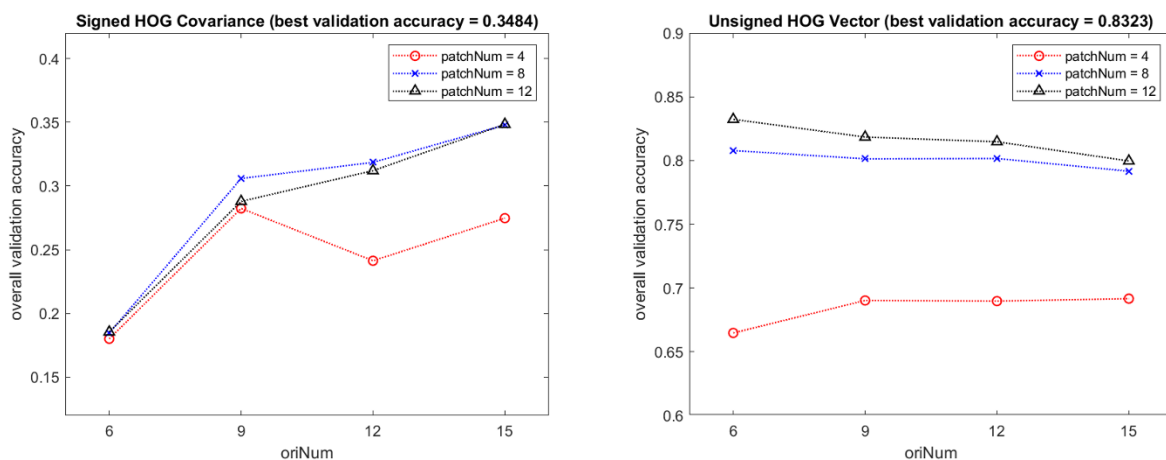 Signed HOG Covariance (best validation accuracy = 0.3484)
patchNum = 4
patchNum = 8
patchNum = 12
overall validation accuracy
0.4
0.35
0.3
0.25
0.2
0.15
6 9 12 15
oriNum
Unsigned HOG Vector (best validation accuracy = 0.8323)
patchNum = 4
patchNum = 8
patchNum = 12
overall validation accuracy
0.9
0.85
0.8
0.75
0.7
0.65
0.6
6 9 12 15
oriNum